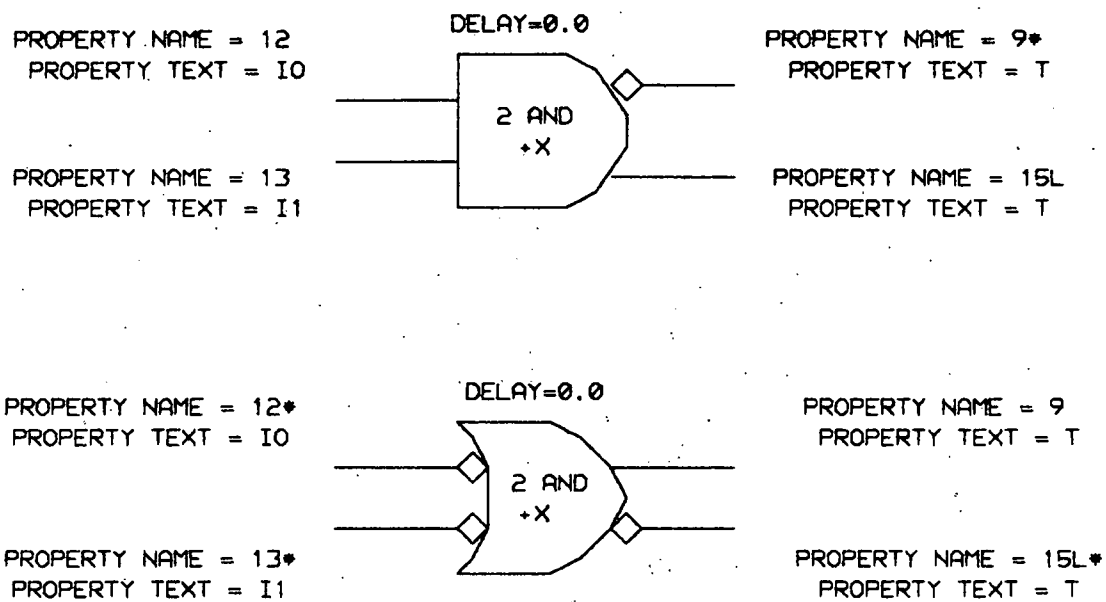 DELAY=0.0
PROPERTY NAME = 12
PROPERTY TEXT = I0
PROPERTY NAME = 9*
PROPERTY TEXT = T
2 AND
+X
PROPERTY NAME = 13
PROPERTY TEXT = I1
PROPERTY NAME = 15L
PROPERTY TEXT = T
DELAY=0.0
PROPERTY NAME = 12*
PROPERTY TEXT = I0
PROPERTY NAME = 9
PROPERTY TEXT = T
2 AND
+X
PROPERTY NAME = 13*
PROPERTY TEXT = I1
PROPERTY NAME = 15L*
PROPERTY TEXT = T